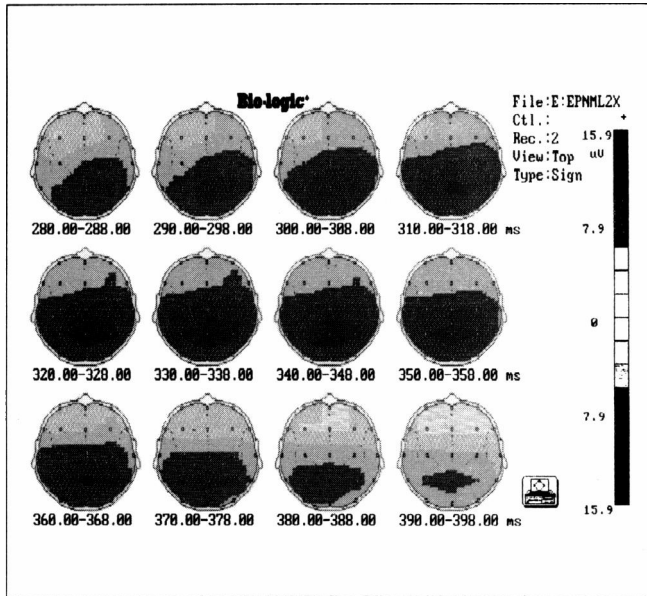 Bio-logic
File:E:EPNML2X
Ctl.: +
Rec.:2 15.9
View:Top uV
Type:Sign
280.00-288.00 290.00-298.00 300.00-308.00 310.00-318.00 ms 7.9
320.00-328.00 330.00-338.00 340.00-348.00 350.00-358.00 ms
0
7.9
360.00-368.00 370.00-378.00 380.00-388.00 390.00-398.00 ms 15.9